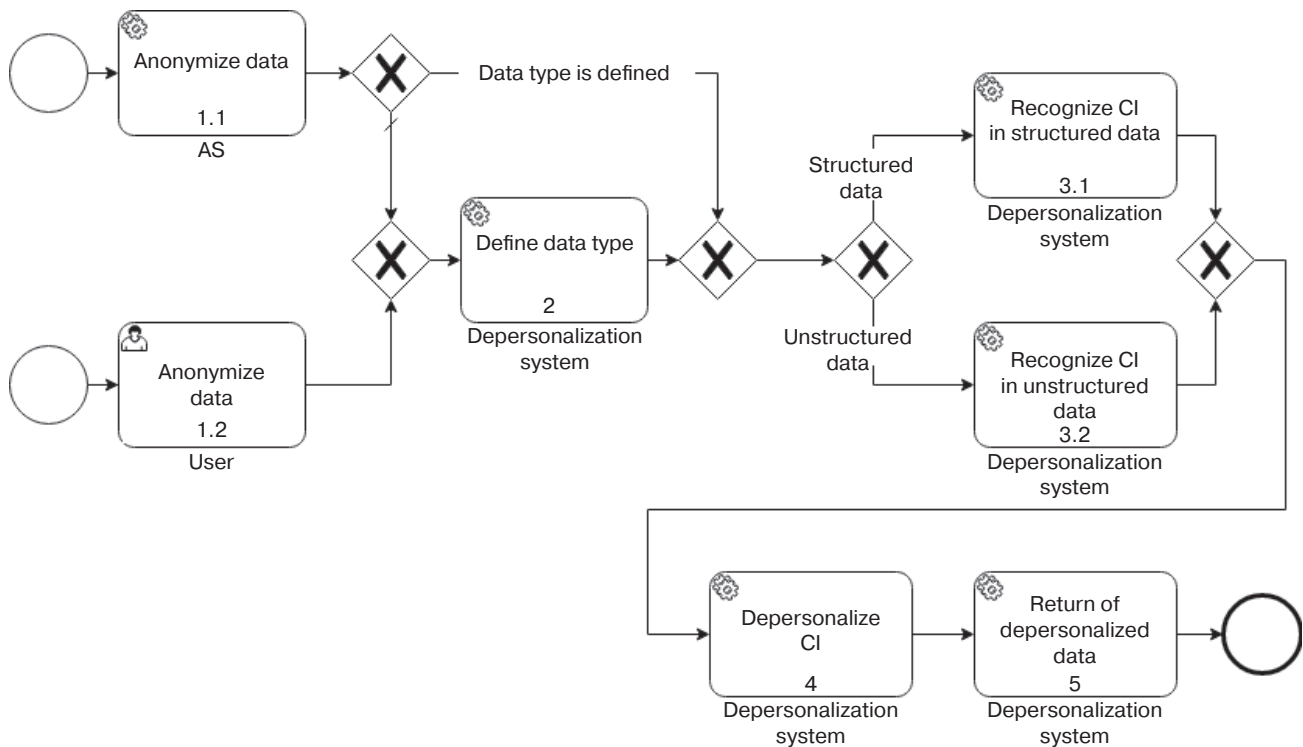 Anonymize data
1.1
AS
Data type is defined
Anonymize
data
1.2
User
Define data type
2
Depersonalization
system
Structured
data
Unstructured
data
Recognize CI
in structured data
3.1
Depersonalization
system
Recognize CI
in unstructured
data
3.2
Depersonalization
system
Depersonalize
CI
4
Depersonalization
system
Return of
depersonalized
data
5
Depersonalization
system